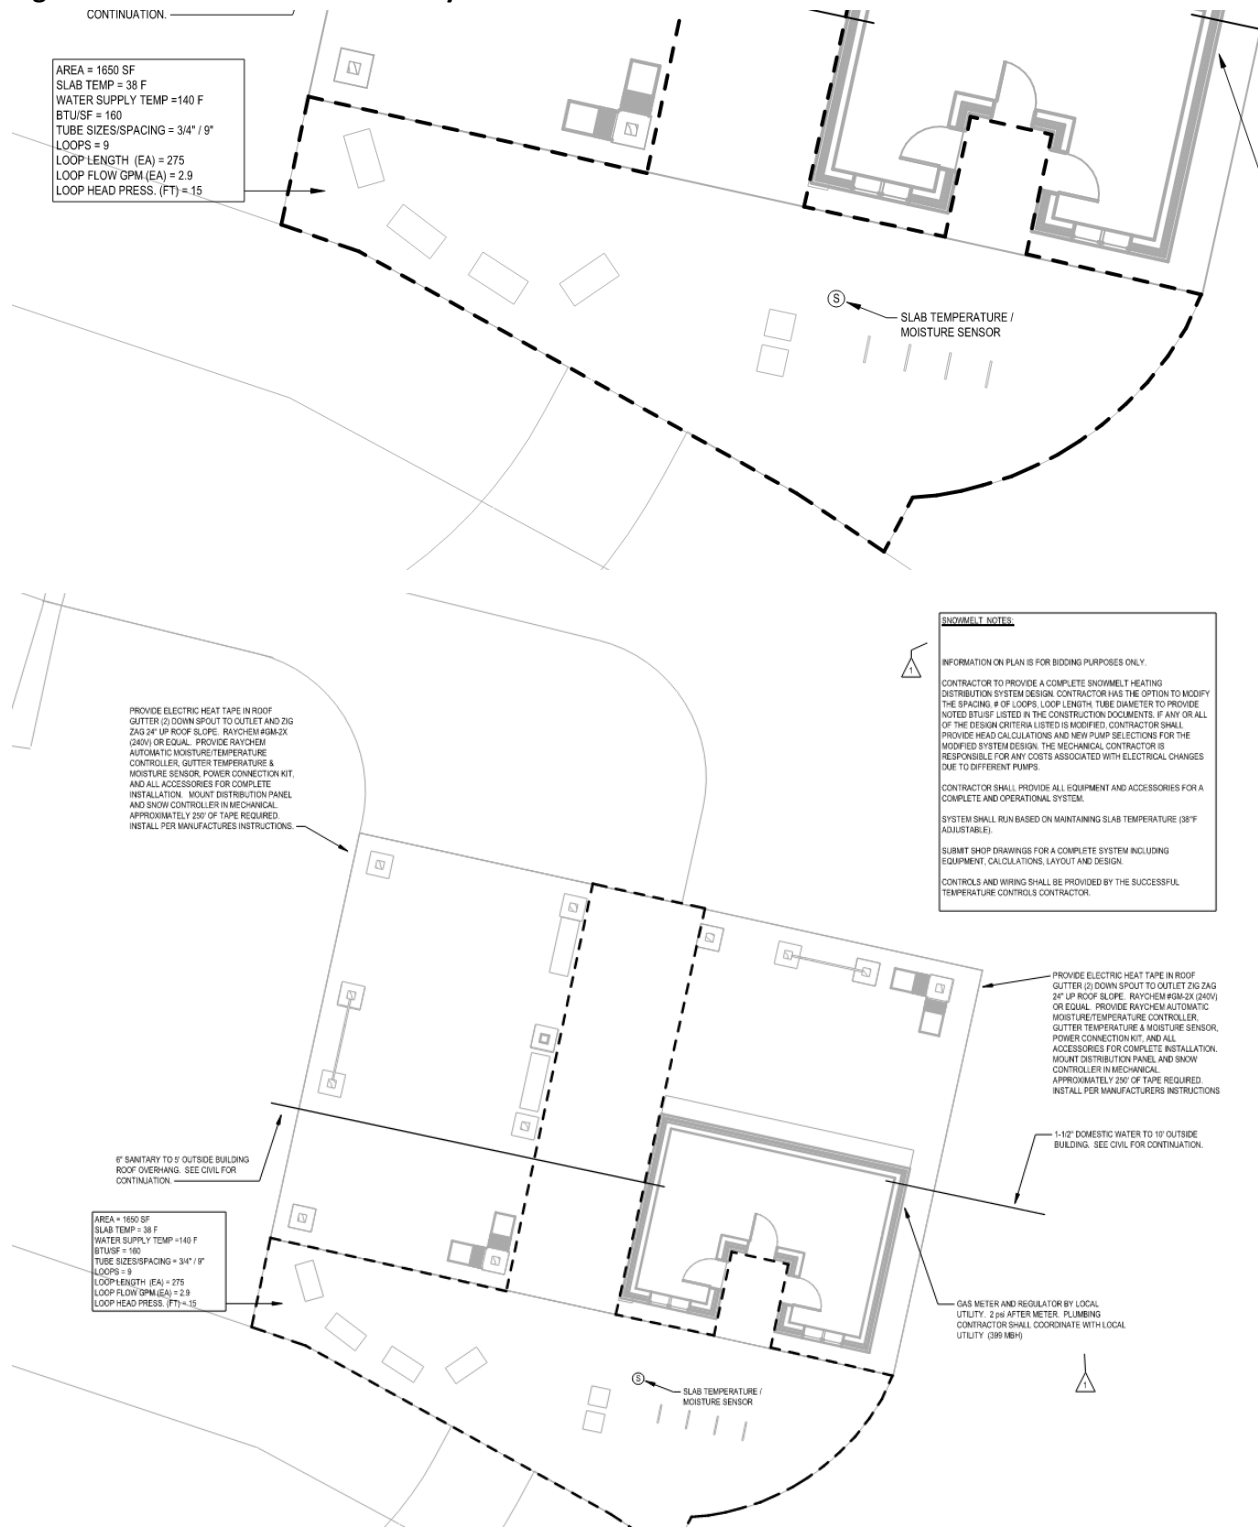 CONTINUATION.
AREA = 1650 SF
SLAB TEMP = 38 F
WATER SUPPLY TEMP =140 F
BTU/SF = 160
TUBE SIZES/SPACING = 3/4" / 9"
LOOPS = 9
LOOP LENGTH (EA) = 275
LOOP FLOW GPM (EA) = 2.9
LOOP HEAD PRESS. (FT) = 15
S
SLAB TEMPERATURE /
MOISTURE SENSOR
SNOWMELT NOTES:
1
INFORMATION ON PLAN IS FOR BIDDING PURPOSES ONLY.
CONTRACTOR TO PROVIDE A COMPLETE SNOWMELT HEATING
DISTRIBUTION SYSTEM DESIGN. CONTRACTOR HAS THE OPTION TO MODIFY
THE SPACING, # OF LOOPS, LOOP LENGTH, TUBE DIAMETER TO PROVIDE
NOTED BTU/SF LISTED IN THE CONSTRUCTION DOCUMENTS. IF ANY OR ALL
OF THE DESIGN CRITERIA LISTED IS MODIFIED, CONTRACTOR SHALL
PROVIDE HEAD CALCULATIONS AND NEW PUMP SELECTIONS FOR THE
MODIFIED SYSTEM DESIGN. THE MECHANICAL CONTRACTOR IS
RESPONSIBLE FOR ANY COSTS ASSOCIATED WITH ELECTRICAL CHANGES
DUE TO DIFFERENT PUMPS.
CONTRACTOR SHALL PROVIDE ALL EQUIPMENT AND ACCESSORIES FOR A
COMPLETE AND OPERATIONAL SYSTEM.
SYSTEM SHALL RUN BASED ON MAINTAINING SLAB TEMPERATURE (38°F
ADJUSTABLE).
SUBMIT SHOP DRAWINGS FOR A COMPLETE SYSTEM INCLUDING
EQUIPMENT, CALCULATIONS, LAYOUT AND DESIGN.
CONTROLS AND WIRING SHALL BE PROVIDED BY THE SUCCESSFUL
TEMPERATURE CONTROLS CONTRACTOR.
PROVIDE ELECTRIC HEAT TAPE IN ROOF
GUTTER (2) DOWN SPOUT TO OUTLET AND ZIG
ZAG 24" UP ROOF SLOPE. RAYCHEM #GM-2X
(240V) OR EQUAL. PROVIDE RAYCHEM
AUTOMATIC MOISTURE/TEMPERATURE
CONTROLLER, GUTTER TEMPERATURE &
MOISTURE SENSOR, POWER CONNECTION KIT,
AND ALL ACCESSORIES FOR COMPLETE
INSTALLATION. MOUNT DISTRIBUTION PANEL
AND SNOW CONTROLLER IN MECHANICAL.
APPROXIMATELY 250' OF TAPE REQUIRED.
INSTALL PER MANUFACTURES INSTRUCTIONS.
PROVIDE ELECTRIC HEAT TAPE IN ROOF
GUTTER (2) DOWN SPOUT TO OUTLET ZIG ZAG
24" UP ROOF SLOPE. RAYCHEM #GM-2X (240V)
OR EQUAL. PROVIDE RAYCHEM AUTOMATIC
MOISTURE/TEMPERATURE CONTROLLER,
GUTTER TEMPERATURE & MOISTURE SENSOR,
POWER CONNECTION KIT, AND ALL
ACCESSORIES FOR COMPLETE INSTALLATION.
MOUNT DISTRIBUTION PANEL AND SNOW
CONTROLLER IN MECHANICAL.
APPROXIMATELY 250' OF TAPE REQUIRED.
INSTALL PER MANUFACTURERS INSTRUCTIONS
1-1/2" DOMESTIC WATER TO 10' OUTSIDE
BUILDING. SEE CIVIL FOR CONTINUATION.
6" SANITARY TO 5' OUTSIDE BUILDING
ROOF OVERHANG. SEE CIVIL FOR
CONTINUATION.
AREA = 1650 SF
SLAB TEMP = 38 F
WATER SUPPLY TEMP =140 F
BTU/SF = 160
TUBE SIZES/SPACING = 3/4" / 9"
LOOPS = 9
LOOP LENGTH (EA) = 275
LOOP FLOW GPM (EA) = 2.9
LOOP HEAD PRESS. (FT) = 15
GAS METER AND REGULATOR BY LOCAL
UTILITY. 2 psi AFTER METER. PLUMBING
CONTRACTOR SHALL COORDINATE WITH LOCAL
UTILITY (399 MBH)
1
S
SLAB TEMPERATURE /
MOISTURE SENSOR